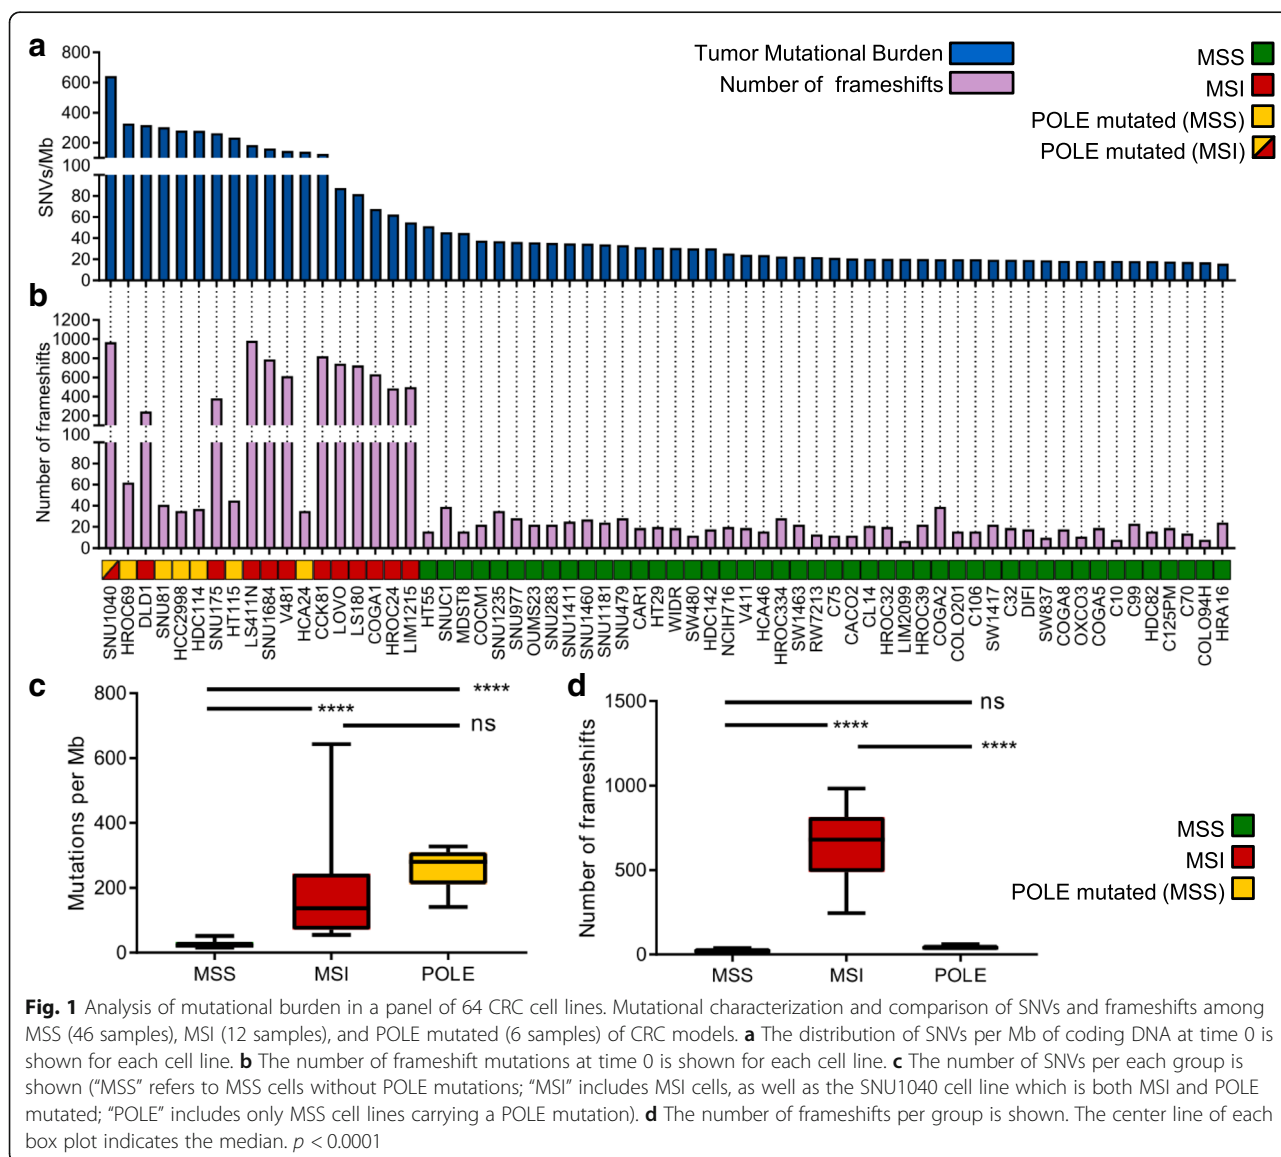 a
800
600
400
200
100
80
60
40
20
0
SNVs/Mb
Tumor Mutational Burden
Number of frameshifts
MSS
MSI
POLE mutated (MSS)
POLE mutated (MSI)
b
1200
1000
800
600
400
200
100
80
60
40
20
0
Number of frameshifts
SNU1040
HROC69
DLD1
SNU81
HCC2998
HDC114
SNU175
HT115
LS411N
SNU1684
V481
HCA24
CCK81
LOVO
LS180
COGA1
HROC24
LIM1215
HT55
SNUC1
MDST8
COCM1
SNU1235
SNU977
OUMS23
SNU283
SNU1411
SNU1460
SNU1181
SNU479
CAR1
HT29
WIDR
SW480
HDC142
NCIH716
V411
HCA46
HROC334
SW1463
RW7213
C75
CACO2
CL14
HROC32
LIM2099
HROC39
COGA2
COLO201
C106
SW1417
C32
DIFI
SW837
COGA8
OXCO3
COGA5
C10
C99
HDC82
C125PM
C70
COLO94H
HRA16
c
800
600
400
200
0
Mutations per Mb
****
****
ns
MSS
MSI
POLE
d
1500
1000
500
0
Number of frameshifts
ns
****
****
MSS
MSI
POLE
MSS
MSI
POLE mutated (MSS)
Fig. 1 Analysis of mutational burden in a panel of 64 CRC cell lines. Mutational characterization and comparison of SNVs and frameshifts among
MSS (46 samples), MSI (12 samples), and POLE mutated (6 samples) of CRC models. a The distribution of SNVs per Mb of coding DNA at time 0 is
shown for each cell line. b The number of frameshift mutations at time 0 is shown for each cell line. c The number of SNVs per each group is
shown (“MSS” refers to MSS cells without POLE mutations; “MSI” includes MSI cells, as well as the SNU1040 cell line which is both MSI and POLE
mutated; “POLE” includes only MSS cell lines carrying a POLE mutation). d The number of frameshifts per group is shown. The center line of each
box plot indicates the median. p < 0.0001